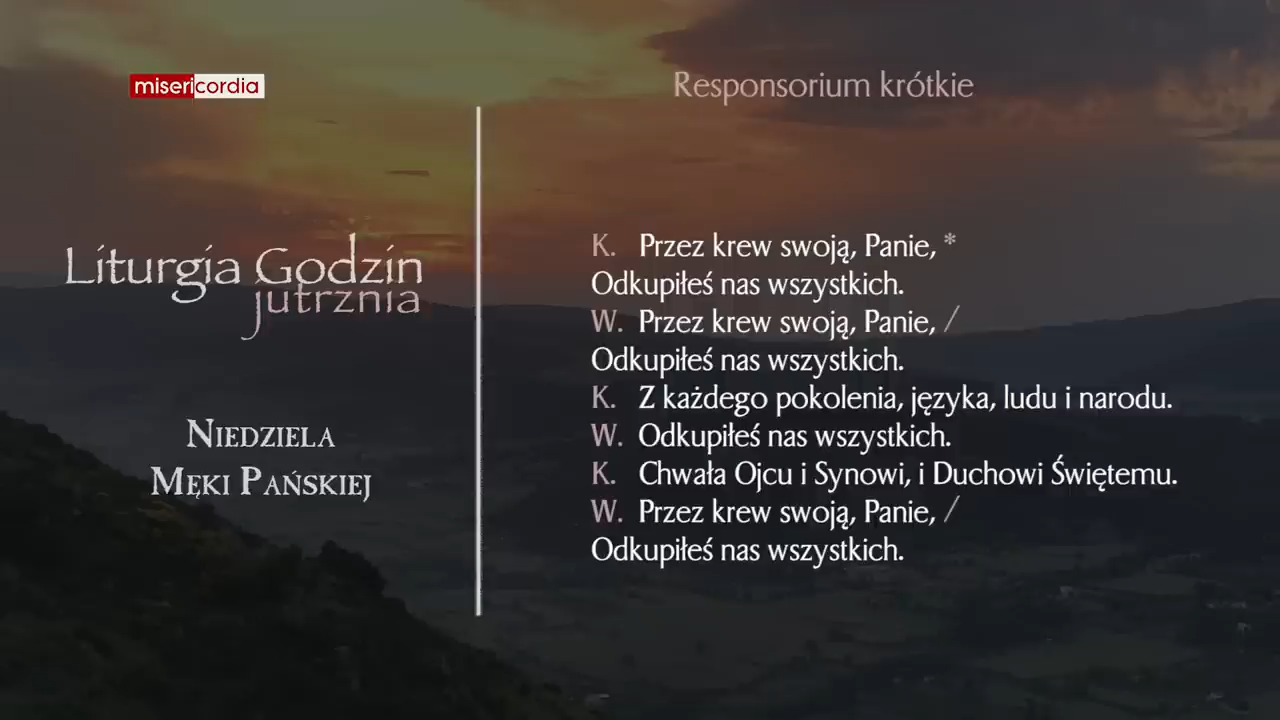 misericordia
Liturgia Godzin
jutrznia
Niedziela
Męki Pańskiej
Responsorium krótkie
K. Przez krew swoją, Panie, *
Odkupiłeś nas wszystkich.
W. Przez krew swoją, Panie, /
Odkupiłeś nas wszystkich.
K. Z każdego pokolenia, języka, ludu i narodu.
W. Odkupiłeś nas wszystkich.
K. Chwała Ojcu i Synowi, i Duchowi Świętemu.
W. Przez krew swoją, Panie, /
Odkupiłeś nas wszystkich.